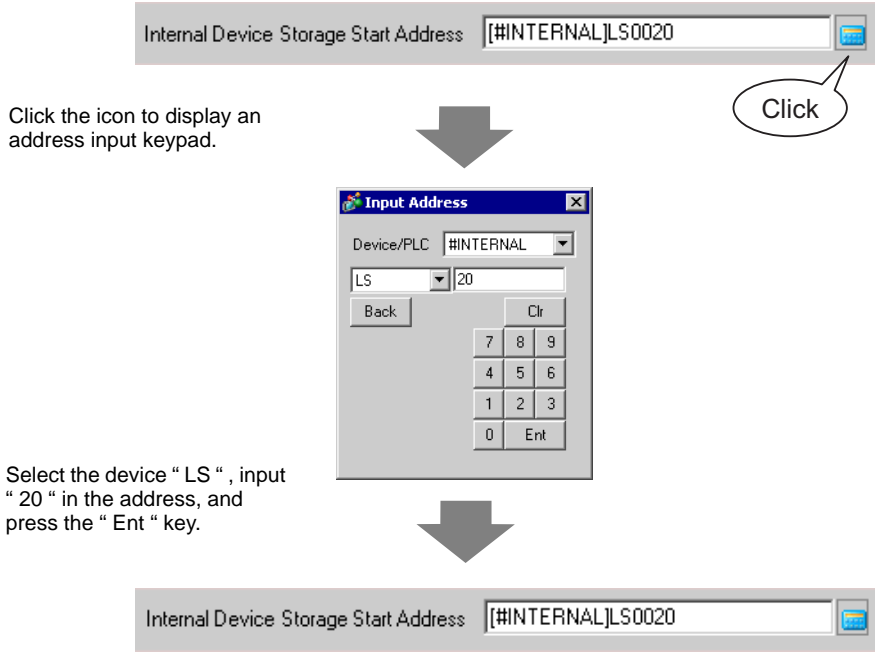 Internal Device Storage Start Address [#INTERNAL]LS0020
Click
Click the icon to display an
address input keypad.
Input Address
Device/PLC #INTERNAL
LS 20
Back Clr
7 8 9
4 5 6
1 2 3
0 Ent
Select the device “ LS “ , input
“ 20 “ in the address, and
press the “ Ent “ key.
Internal Device Storage Start Address [#INTERNAL]LS0020